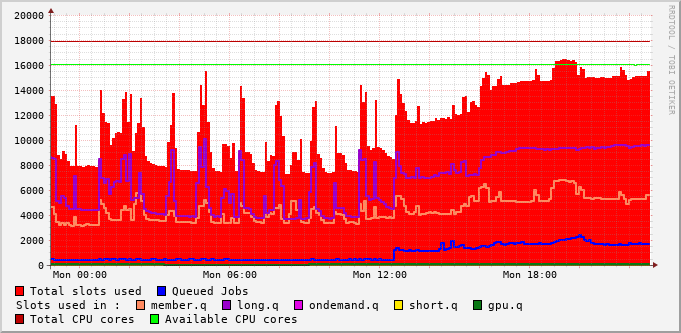 20000
18000
16000
14000
12000
10000
8000
6000
4000
2000
0
Mon 00:00 Mon 06:00 Mon 12:00 Mon 18:00
RRDTOOL / TOBI OETIKER
Total slots used Queued Jobs
Slots used in : member.q long.q ondemand.q short.q gpu.q
Total CPU cores Available CPU cores